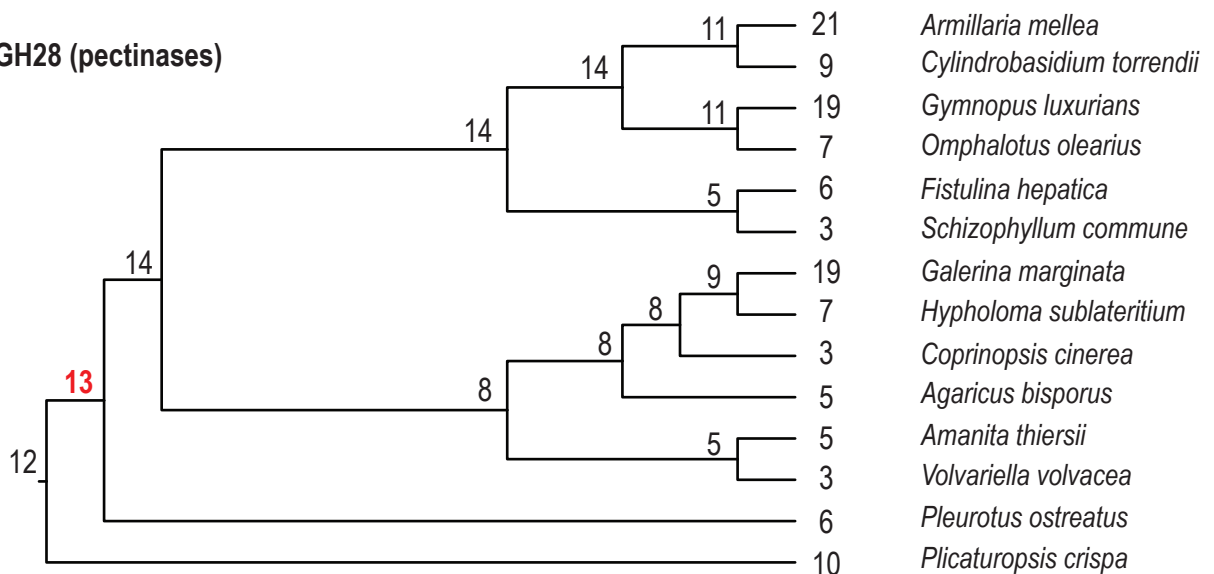 GH28 (pectinases)
11 21 Armillaria mellea
9 Cylindrobasidium torrendii
14
11 19 Gymnopus luxurians
14
7 Omphalotus olearius
5 6 Fistulina hepatica
3 Schizophyllum commune
14
9 19 Galerina marginata
8 7 Hypholoma sublateritium
8 3 Coprinopsis cinerea
13 8 5 Agaricus bisporus
5 5 Amanita thiersii
12
3 Volvariella volvacea
6 Pleurotus ostreatus
10 Plicaturopsis crispa